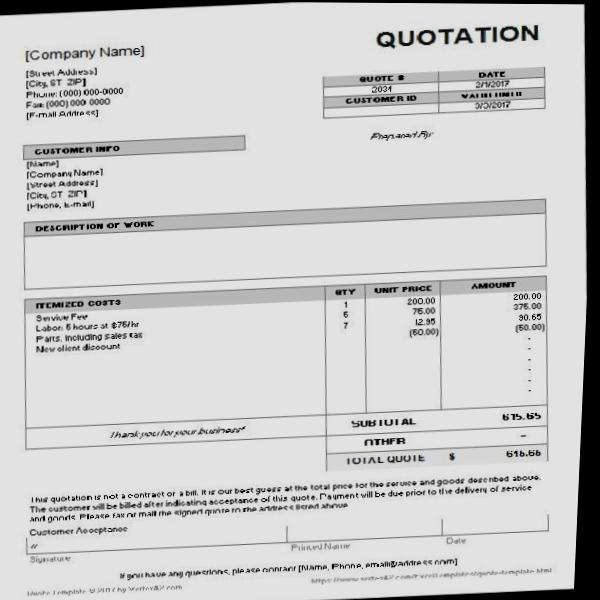 QUOTATION
[Company Name]
[Street Address]
[City, ST ZIP]
Phone: (000) 000-0000
Fax: (000) 000-0000
[E-mail Address]
QUOTE # DATE
2034 2/1/2017
CUSTOMER ID VALID UNTIL
3/3/2017
Prepared By:
CUSTOMER INFO
[Name]
[Company Name]
[Street Address]
[City, ST ZIP]
[Phone, E-mail]
DESCRIPTION OF WORK
ITEMIZED COSTS QTY UNIT PRICE AMOUNT
Service Fee 1 200.00 200.00
Labor: 5 hours at $75/hr 5 75.00 375.00
Parts, including sales tax 7 12.95 90.65
New client discount (50.00) (50.00)
-
-
-
-
-
-
Thank you for your business!
SUBTOTAL 615.65
OTHER -
TOTAL QUOTE $ 615.65
This quotation is not a contract or a bill. It is our best guess at the total price for the service and goods described above.
The customer will be billed after indicating acceptance of this quote. Payment will be due prior to the delivery of service
and goods. Please fax or mail the signed quote to the address listed above.
Customer Acceptance
Signature Printed Name Date
If you have any questions, please contact [Name, Phone, email@address.com]
Quote Template © 2017 by Vertex42.com https://www.vertex42.com/ExcelTemplates/quote-template.html